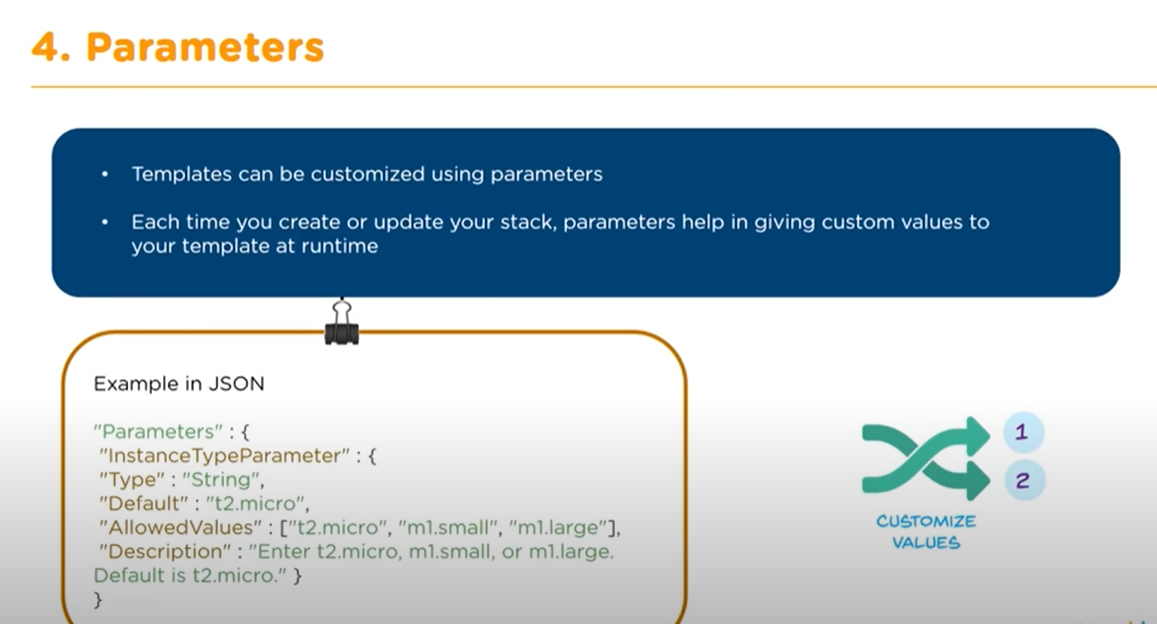 4. Parameters
• Templates can be customized using parameters
• Each time you create or update your stack, parameters help in giving custom values to
your template at runtime
Example in JSON
"Parameters" : {
"InstanceTypeParameter" : {
"Type" : "String",
"Default" : "t2.micro",
"AllowedValues" : ["t2.micro", "m1.small", "m1.large"],
"Description" : "Enter t2.micro, m1.small, or m1.large.
Default is t2.micro." }
}
1
2
CUSTOMIZE
VALUES